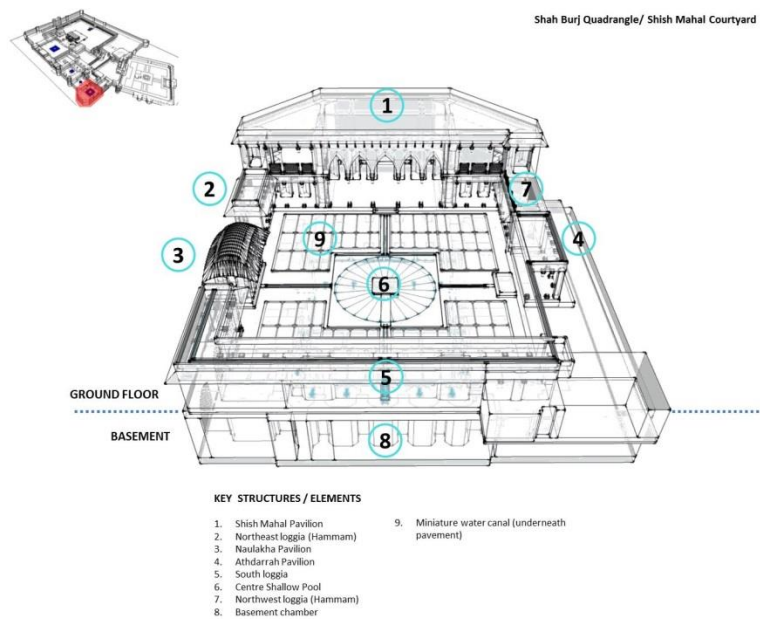 Shah Burj Quadrangle/ Shish Mahal Courtyard
1
2
7
3
9
4
6
5
GROUND FLOOR
BASEMENT
8
KEY STRUCTURES / ELEMENTS
1. Shish Mahal Pavilion
2. Northeast loggia (Hammam)
3. Naulakha Pavilion
4. Athdarrah Pavilion
5. South loggia
6. Centre Shallow Pool
7. Northwest loggia (Hammam)
8. Basement chamber
9. Miniature water canal (underneath
pavement)